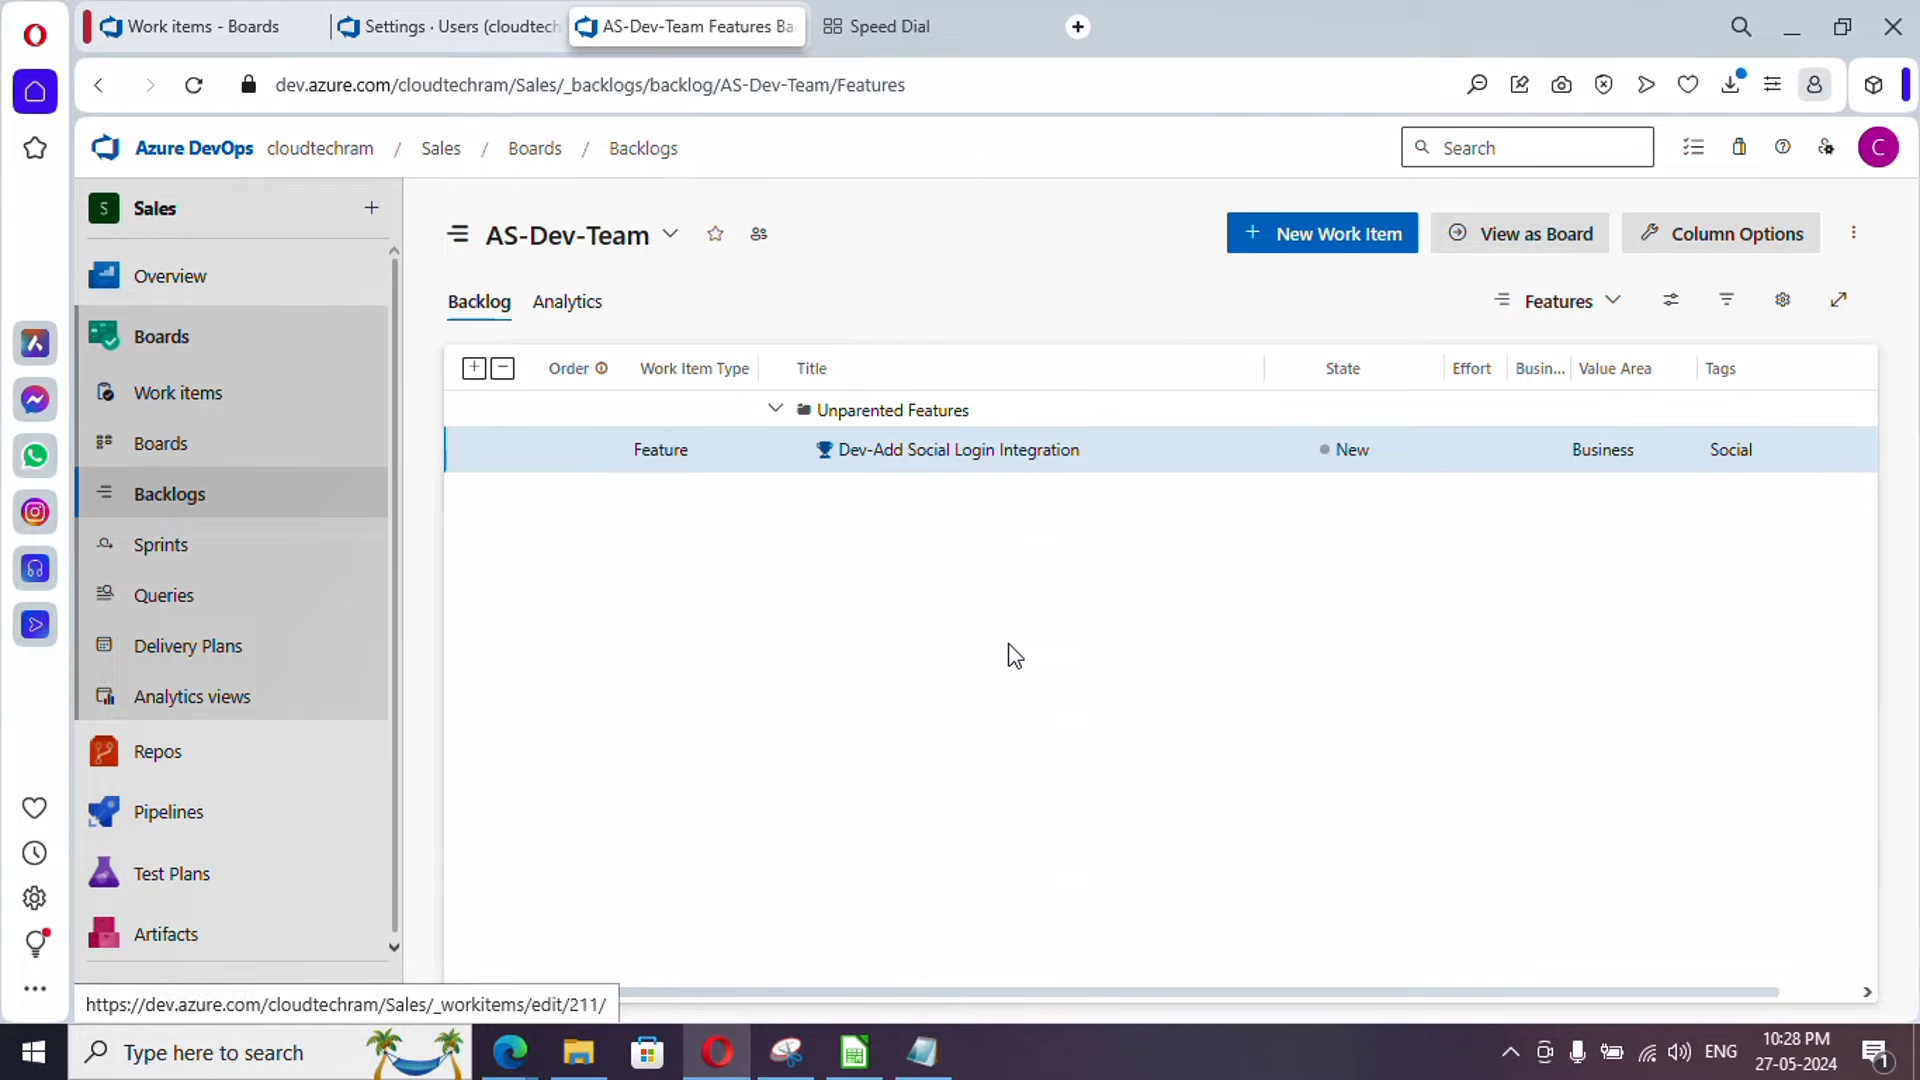 Work items - Boards
Settings · Users (cloudtech
AS-Dev-Team Features Ba
Speed Dial
dev.azure.com/cloudtechram/Sales/_backlogs/backlog/AS-Dev-Team/Features
Azure DevOps cloudtechram / Sales / Boards / Backlogs
Search
C
S Sales
AS-Dev-Team
New Work Item
View as Board
Column Options
Overview
Backlog Analytics
Features
Boards
Order Work Item Type Title State Effort Busin... Value Area Tags
Work items
Unparented Features
Boards
Feature Dev-Add Social Login Integration New Business Social
Backlogs
Sprints
Queries
Delivery Plans
Analytics views
Repos
Pipelines
Test Plans
Artifacts
https://dev.azure.com/cloudtechram/Sales/_workitems/edit/211/
Type here to search
ENG
10:28 PM
27-05-2024
1